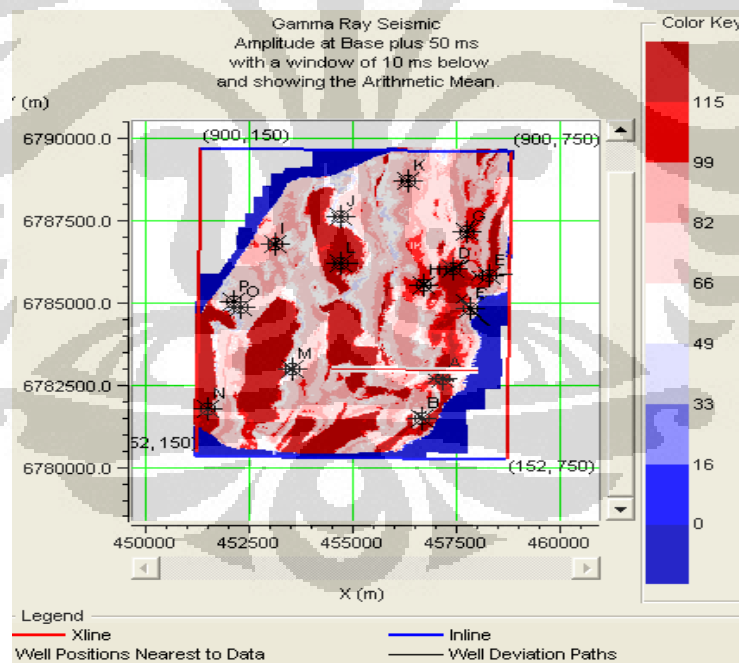 Gamma Ray Seismic
Amplitude at Base plus 50 ms
with a window of 10 ms below
and showing the Arithmetic Mean.
Color Key
(m)
6790000.0
6787500.0
6785000.0
6782500.0
6780000.0
(900, 150)
(900, 750)
K
J
G
I
L
D
E
H
P
O
F
M
A
N
B
52, 150)
(152, 750)
450000
452500
455000
457500
460000
X (m)
115
99
82
66
49
33
16
0
Legend
Xline
Inline
Well Positions Nearest to Data
Well Deviation Paths